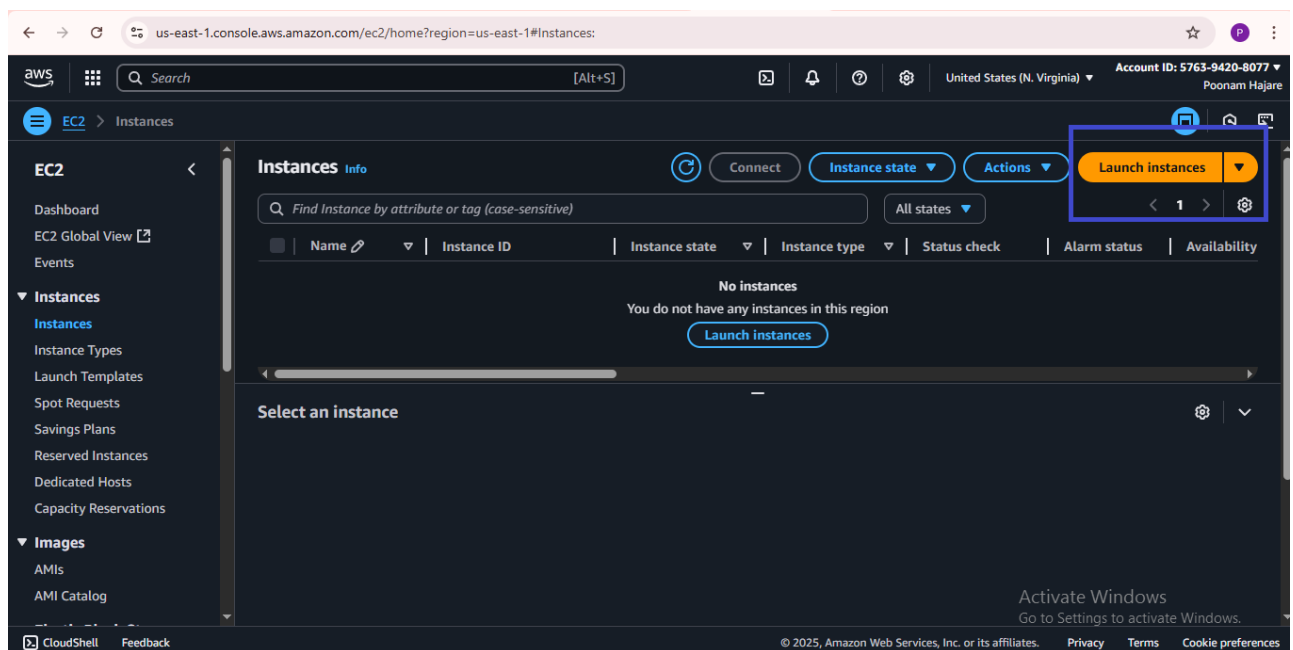 us-east-1.console.aws.amazon.com/ec2/home?region=us-east-1#Instances:
P
aws
Search [Alt+S]
United States (N. Virginia)
Account ID: 5763-9420-8077
Poonam Hajare
EC2 > Instances
EC2
Dashboard
EC2 Global View
Events
Instances
Instances
Instance Types
Launch Templates
Spot Requests
Savings Plans
Reserved Instances
Dedicated Hosts
Capacity Reservations
Images
AMIs
AMI Catalog
Instances Info
Connect
Instance state
Actions
Launch instances
Find Instance by attribute or tag (case-sensitive)
All states
1
Name Instance ID Instance state Instance type Status check Alarm status Availability
No instances
You do not have any instances in this region
Launch instances
Select an instance
Activate Windows
Go to Settings to activate Windows.
CloudShell Feedback
© 2025, Amazon Web Services, Inc. or its affiliates. Privacy Terms Cookie preferences